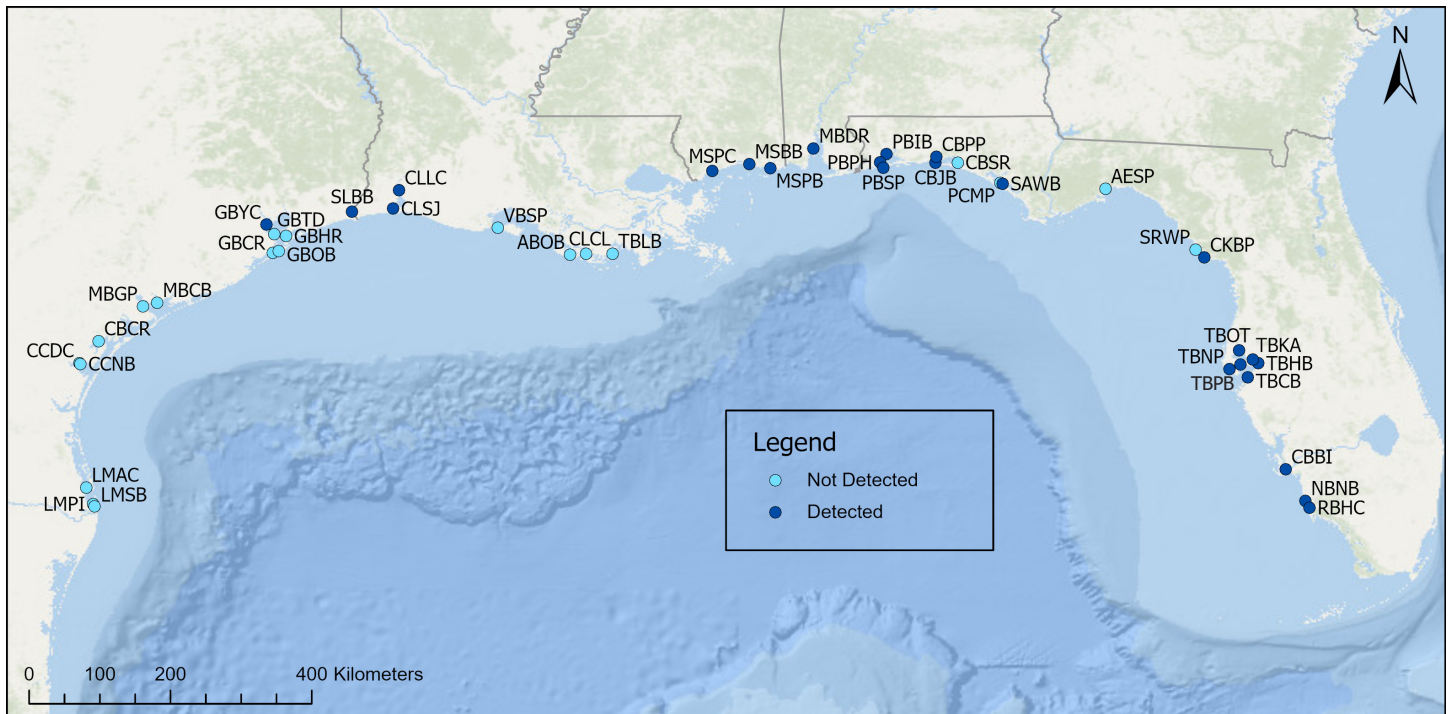 N
MBDR
PBIB
CBPP
MSPC
MSBB
PBPH
CBSR
MSPB
PBSP
CBJB
PCMP
SAWB
AESP
CLLC
SLBB
CLSJ
GBYC
GBTD
VBSP
GBCR
GBHR
ABOB
CLCL
TBLB
SRWP
CKBP
GBOB
MBGP
MBCB
CBCR
TBOT
CCDC
CCNB
TBNP
TBKA
TBHB
TBPB
TBCB
Legend
CBBI
LMAC
Not Detected
NBNB
LMPI
LMSB
Detected
RBHC
0 100 200 400 Kilometers